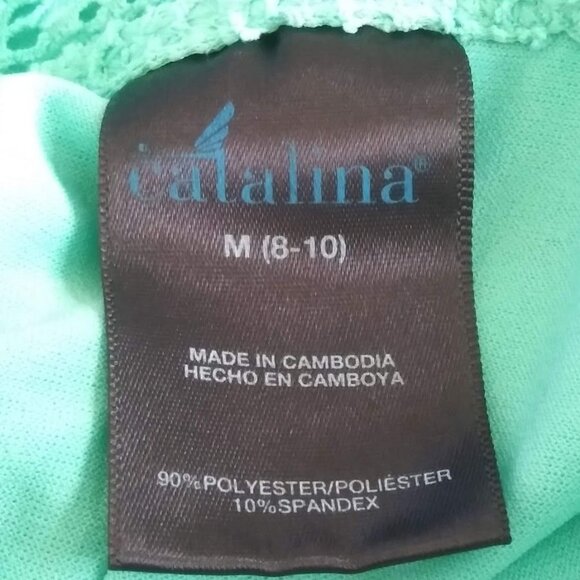 catalina®
M (8-10)
MADE IN CAMBODIA
HECHO EN CAMBOYA
90%POLYESTER/POLIÉSTER
10%SPANDEX